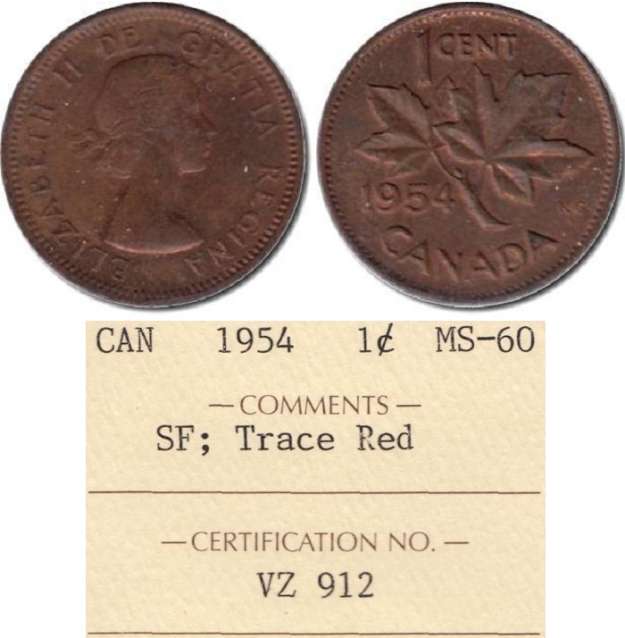 ELIZABETH II DEI GRATIA REGINA
1 CENT
1954
CANADA
CAN 1954 1¢ MS-60
— COMMENTS —
SF; Trace Red
— CERTIFICATION NO. —
VZ 912